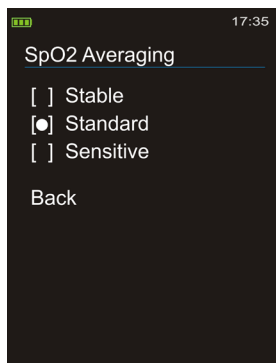 17:35
SpO2 Averaging
[ ] Stable
[●] Standard
[ ] Sensitive
Back